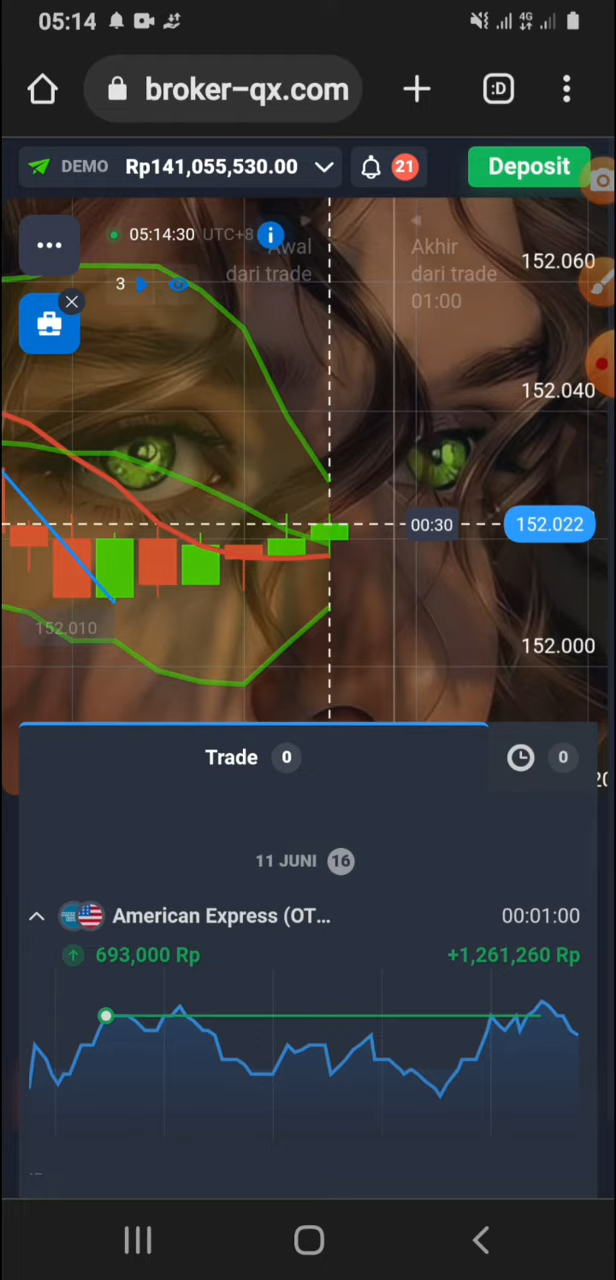 05:14
4G
broker-qx.com
:D
DEMO Rp141,055,530.00
21
Deposit
05:14:30 UTC+8
i
Awal
dari trade
Akhir
dari trade
01:00
152.060
3
152.040
00:30
152.022
152.010
152.000
Trade 0
0
11 JUNI 16
American Express (OT...
00:01:00
693,000 Rp
+1,261,260 Rp